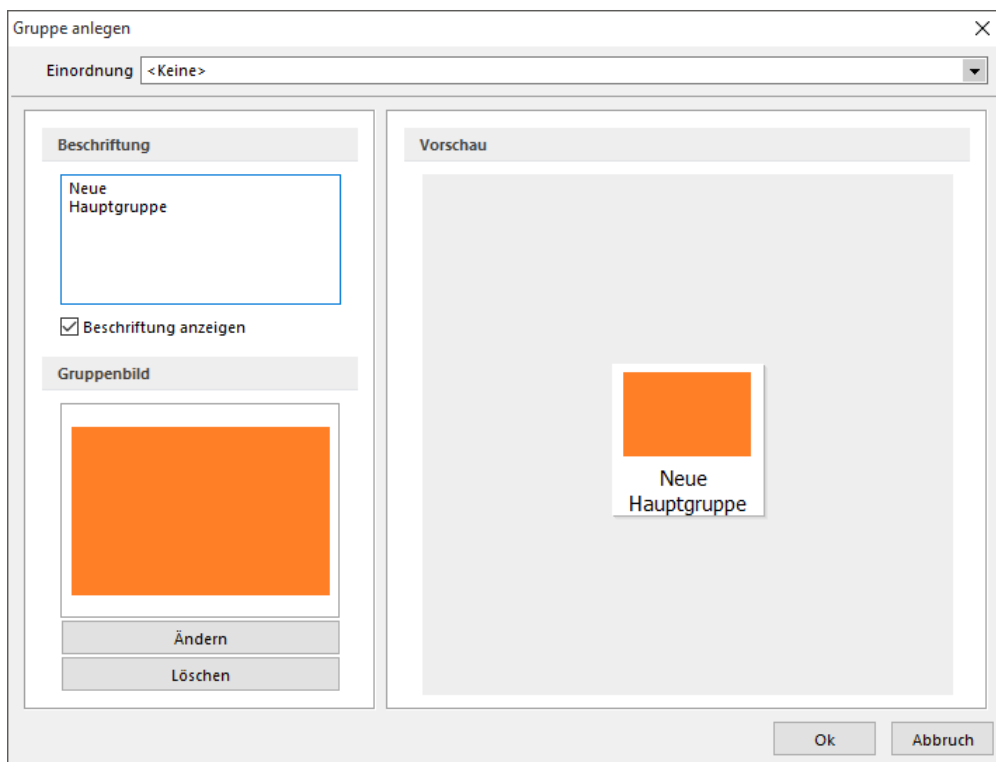 Gruppe anlegen
Einordnung <Keine>
Beschriftung
Neue
Hauptgruppe
Beschriftung anzeigen
Gruppenbild
Ändern
Löschen
Vorschau
Neue
Hauptgruppe
Ok Abbruch